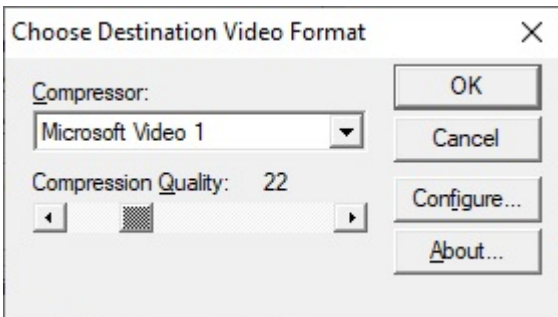 Choose Destination Video Format
Compressor:
Microsoft Video 1
Compression Quality: 22
OK
Cancel
Configure...
About...